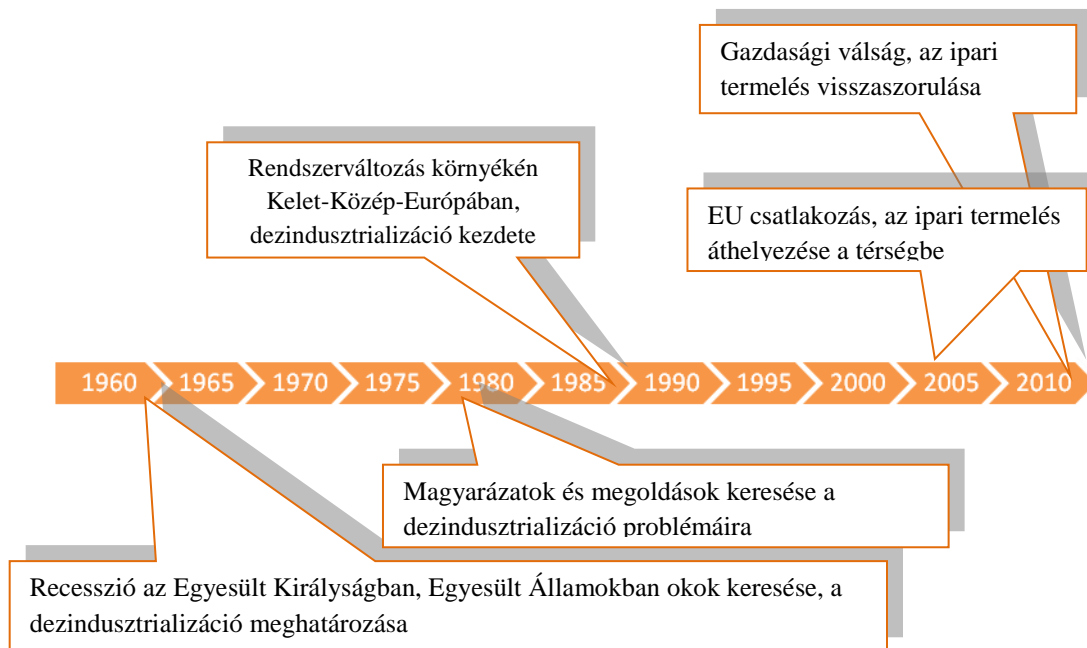 Gazdasági válság, az ipari
termelés visszaszorulása
Rendszerváltozás környékén
Kelet-Közép-Európában,
dezindusztrializáció kezdete
EU csatlakozás, az ipari termelés
áthelyezése a térségbe
1960 1965 1970 1975 1980 1985 1990 1995 2000 2005 2010
Magyarázatok és megoldások keresése a
dezindusztrializáció problémáira
Recesszió az Egyesült Királyságban, Egyesült Államokban okok keresése, a
dezindusztrializáció meghatározása